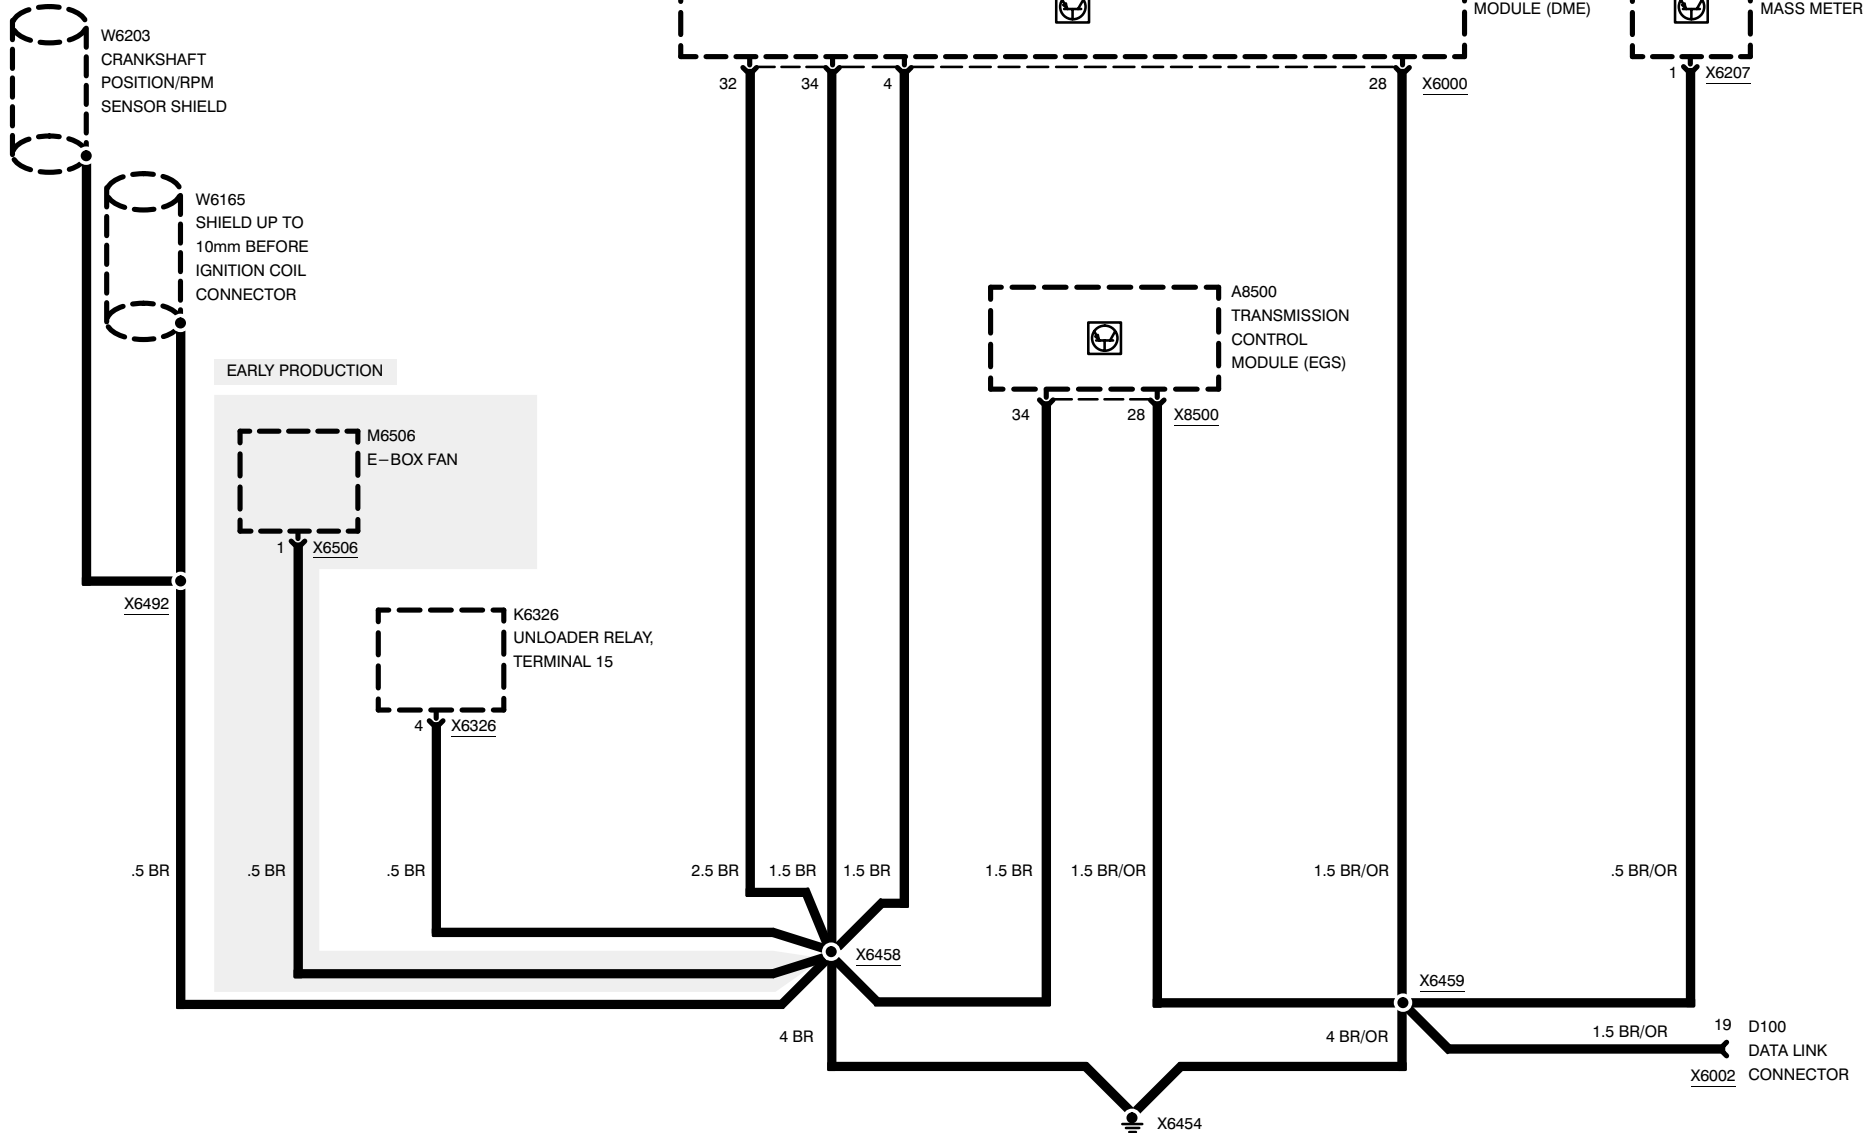 MODULE (DME)
MASS METER
W6203
CRANKSHAFT
POSITION/RPM
SENSOR SHIELD
32
34
4
28
X6000
1
X6207
W6165
SHIELD UP TO
10mm BEFORE
IGNITION COIL
CONNECTOR
A8500
TRANSMISSION
CONTROL
MODULE (EGS)
34
28
X8500
EARLY PRODUCTION
M6506
E−BOX FAN
1
X6506
X6492
K6326
UNLOADER RELAY,
TERMINAL 15
4
X6326
.5 BR
.5 BR
.5 BR
2.5 BR
1.5 BR
1.5 BR
1.5 BR
1.5 BR/OR
1.5 BR/OR
.5 BR/OR
X6458
X6459
4 BR
4 BR/OR
1.5 BR/OR
19
D100
DATA LINK
CONNECTOR
X6002
X6454